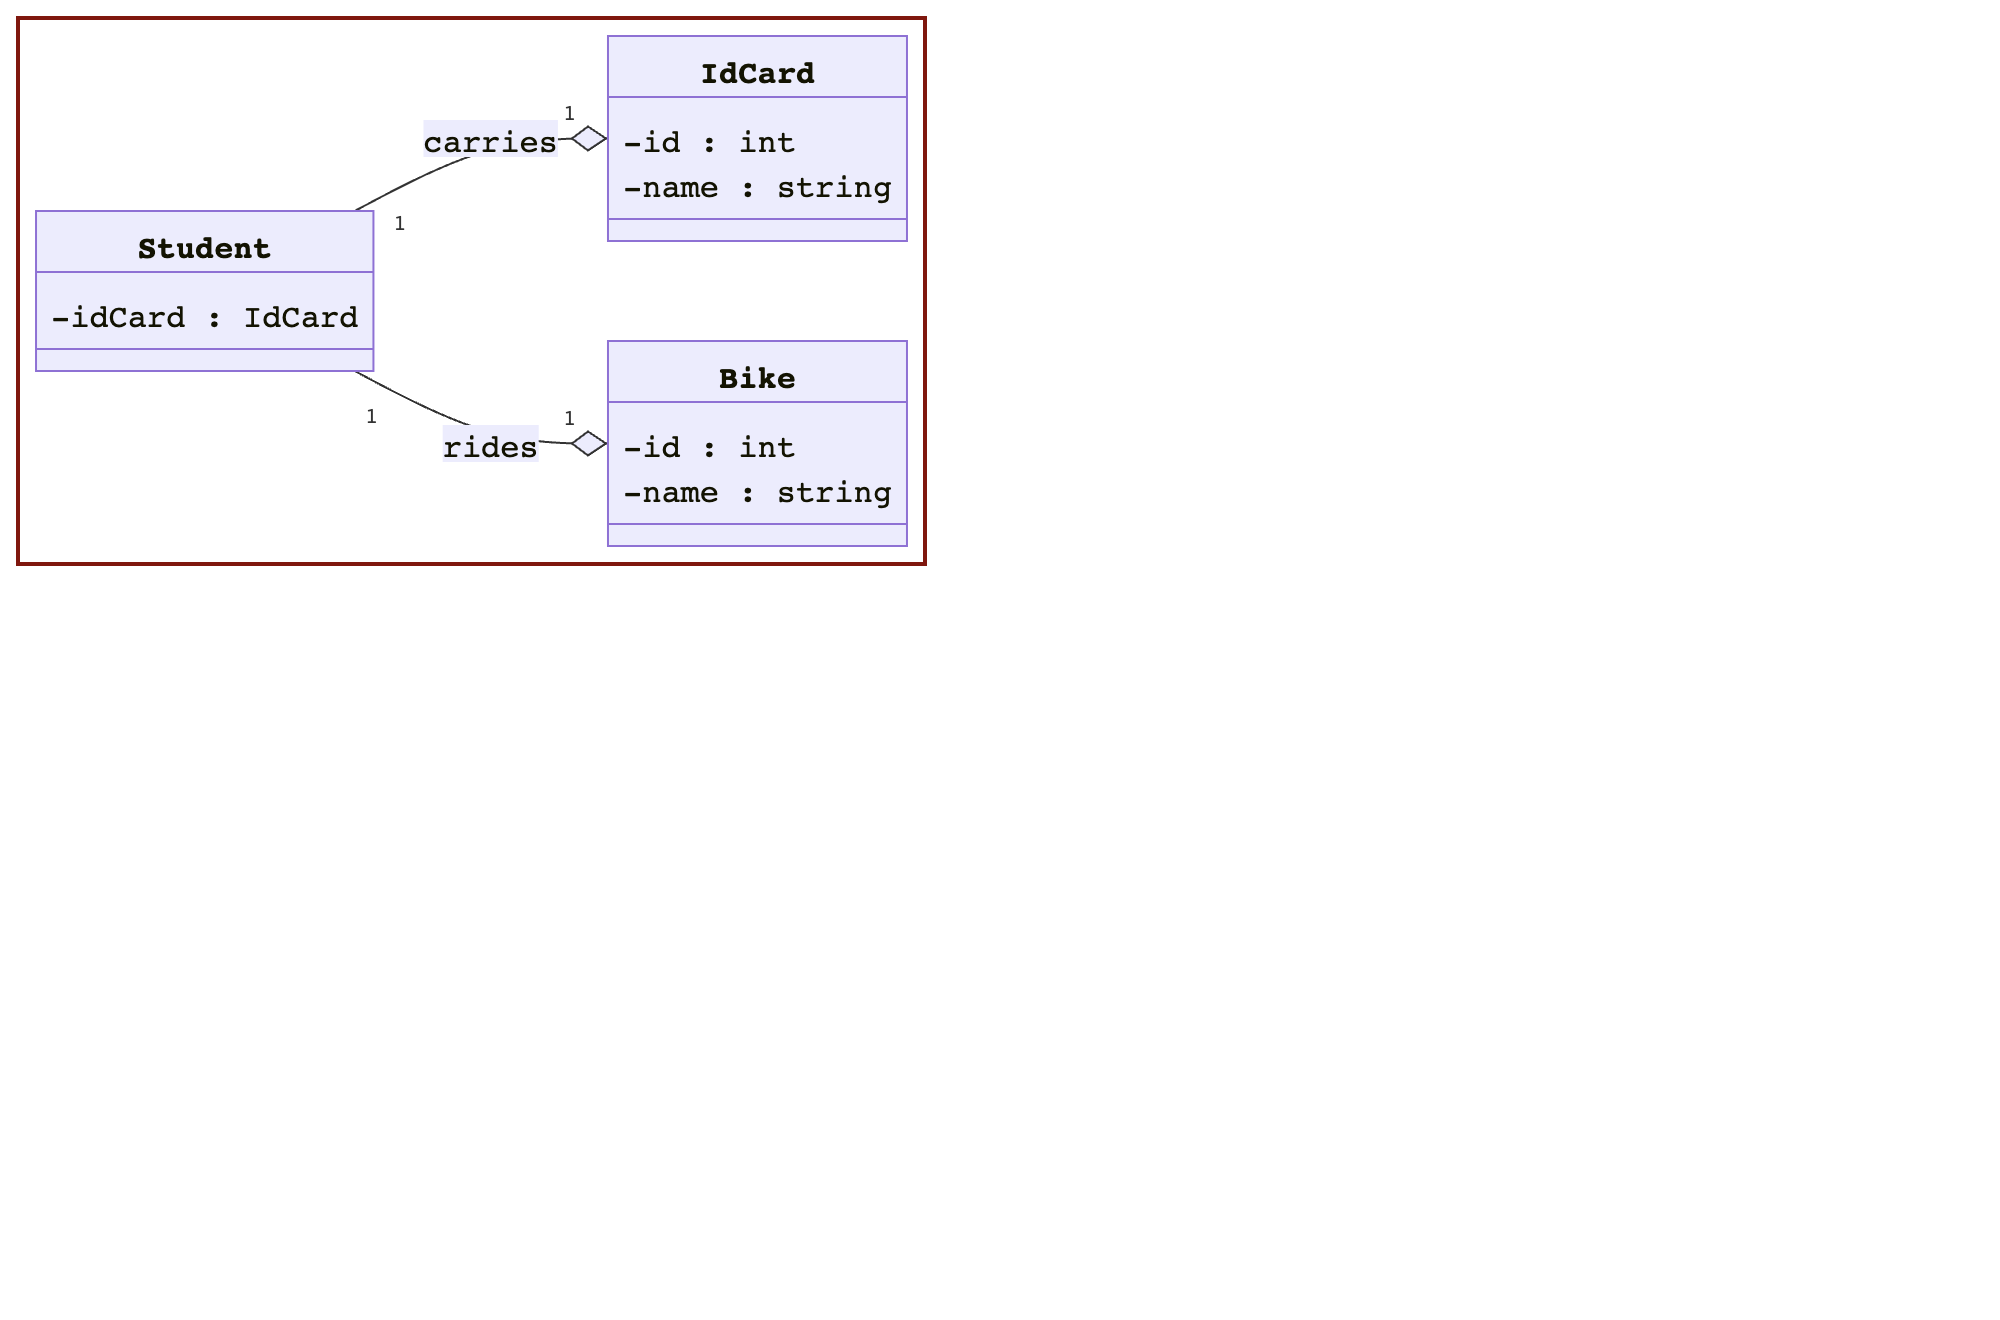 IdCard
-id : int
-name : string
1
carries
1
Student
-idCard : IdCard
1
rides
1
Bike
-id : int
-name : string